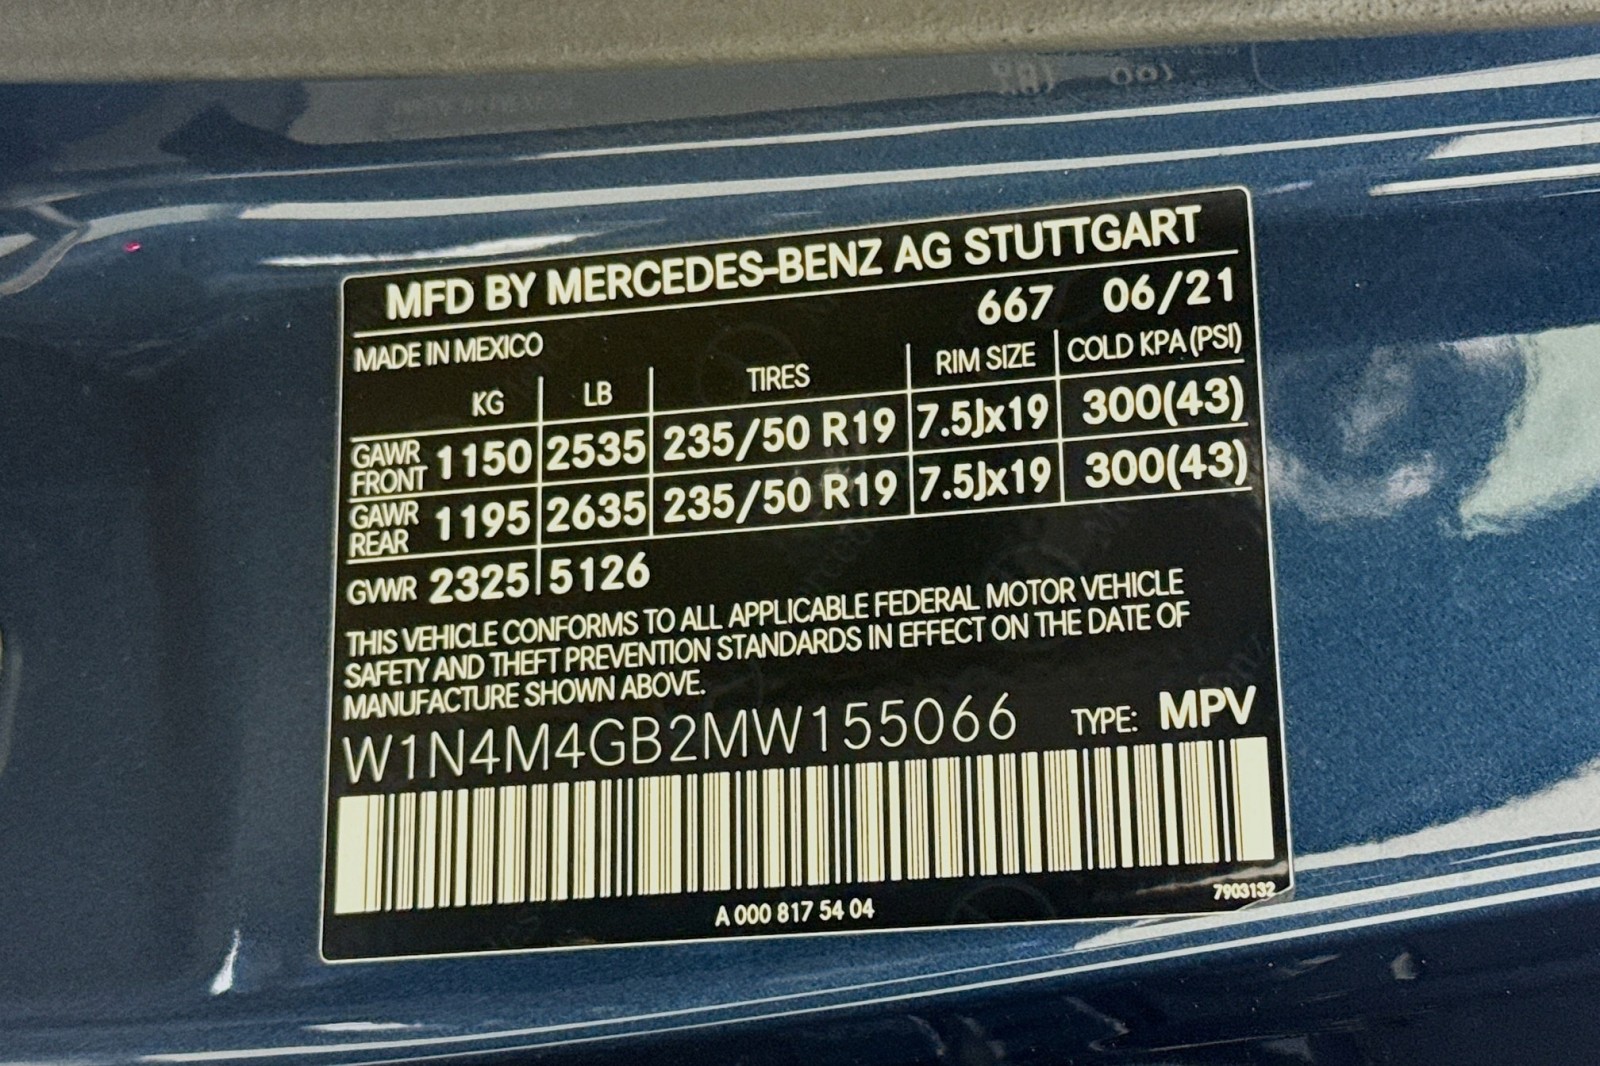 MFD BY MERCEDES-BENZ AG STUTTGART
667 06/21
MADE IN MEXICO
KG LB TIRES RIM SIZE COLD KPA (PSI)
GAWR FRONT 1150 2535 235/50 R19 7.5Jx19 300(43)
GAWR REAR 1195 2635 235/50 R19 7.5Jx19 300(43)
GVWR 2325 5126
THIS VEHICLE CONFORMS TO ALL APPLICABLE FEDERAL MOTOR VEHICLE
SAFETY AND THEFT PREVENTION STANDARDS IN EFFECT ON THE DATE OF
MANUFACTURE SHOWN ABOVE.
W1N4M4GB2MW155066 TYPE: MPV
A 000 817 54 04
7903132